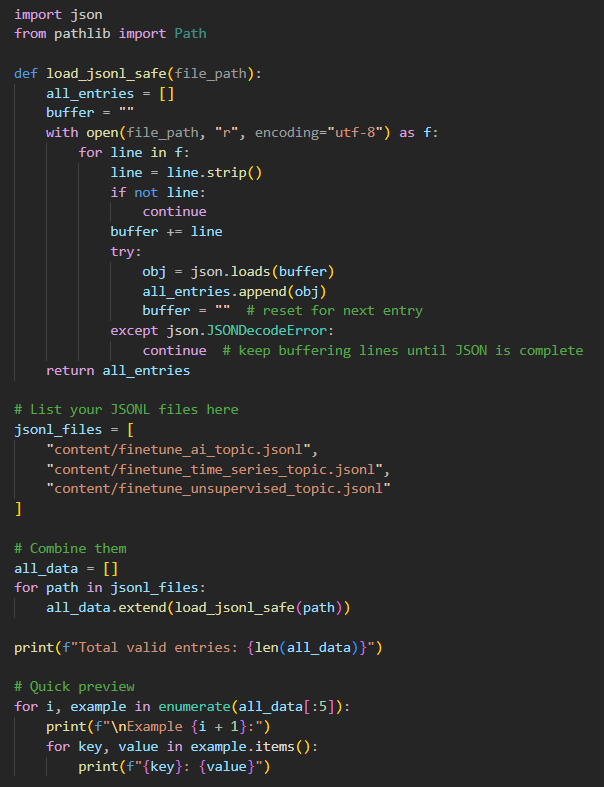 import json
from pathlib import Path

def load_jsonl_safe(file_path):
    all_entries = []
    buffer = ""
    with open(file_path, "r", encoding="utf-8") as f:
        for line in f:
            line = line.strip()
            if not line:
                continue
            buffer += line
            try:
                obj = json.loads(buffer)
                all_entries.append(obj)
                buffer = ""  # reset for next entry
            except json.JSONDecodeError:
                continue  # keep buffering lines until JSON is complete
    return all_entries

# List your JSONL files here
jsonl_files = [
    "content/finetune_ai_topic.jsonl",
    "content/finetune_time_series_topic.jsonl",
    "content/finetune_unsupervised_topic.jsonl"
]

# Combine them
all_data = []
for path in jsonl_files:
    all_data.extend(load_jsonl_safe(path))

print(f"Total valid entries: {len(all_data)}")

# Quick preview
for i, example in enumerate(all_data[:5]):
    print(f"\nExample {i + 1}:")
    for key, value in example.items():
        print(f"{key}: {value}")